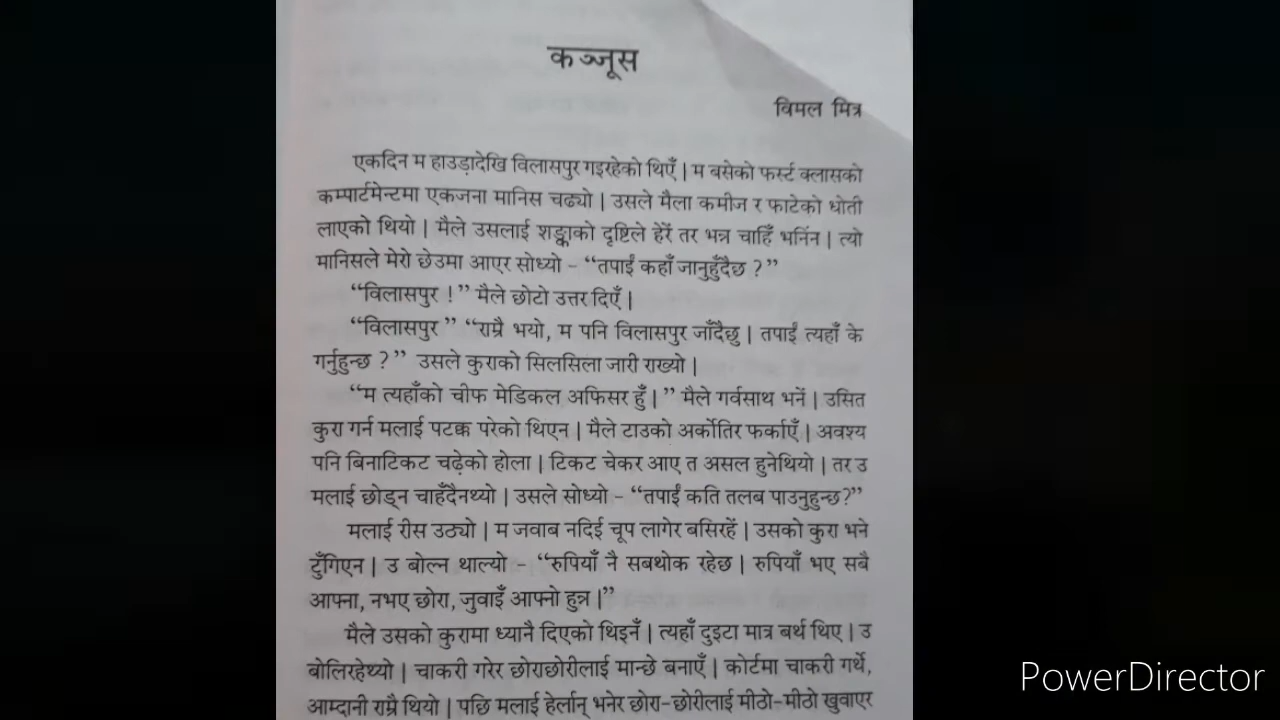 कञ्जूस
विमल मित्र
एकदिन म हाउड़ादेखि विलासपुर गइरहेको थिएँ | म बसेको फर्स्ट क्लासको
कम्पार्टमेन्टमा एकजना मानिस चढ्यो | उसले मैला कमीज र फाटेको धोती
लाएको थियो | मैले उसलाई शङ्काको दृष्टिले हेरें तर भन्न चाहिँ भनिंन | त्यो
मानिसले मेरो छेउमा आएर सोध्यो - “तपाईं कहाँ जानुहुँदैछ ?”
“विलासपुर !” मैले छोटो उत्तर दिएँ |
“विलासपुर ” “राम्रै भयो, म पनि विलासपुर जाँदैछु | तपाईं त्यहाँ के
गर्नुहुन्छ ?” उसले कुराको सिलसिला जारी राख्यो |
“म त्यहाँको चीफ मेडिकल अफिसर हुँ |” मैले गर्वसाथ भनें | उसित
कुरा गर्न मलाई पटक्क परेको थिएन | मैले टाउको अर्कोतिर फर्काएँ | अवश्य
पनि बिनाटिकट चढ़ेको होला | टिकट चेकर आए त असल हुनेथियो | तर उ
मलाई छोड्न चाहँदैनथ्यो | उसले सोध्यो - “तपाईं कति तलब पाउनुहुन्छ?”
मलाई रीस उठ्यो | म जवाब नदिई चूप लागेर बसिरहें | उसको कुरा भने
टुँगिएन | उ बोल्न थाल्यो - “रुपियाँ नै सबथोक रहेछ | रुपियाँ भए सबै
आफ्ना, नभए छोरा, जुवाइँ आफ्नो हुन्न |”
मैले उसको कुरामा ध्यानै दिएको थिइनँ | त्यहाँ दुइटा मात्र बर्थ थिए | उ
बोलिरहेथ्यो | चाकरी गरेर छोराछोरीलाई मान्छे बनाएँ | कोर्टमा चाकरी गर्थे,
आम्दानी राम्रै थियो | पछि मलाई हेर्लान् भनेर छोरा-छोरीलाई मीठो-मीठो खुवाएर
PowerDirector